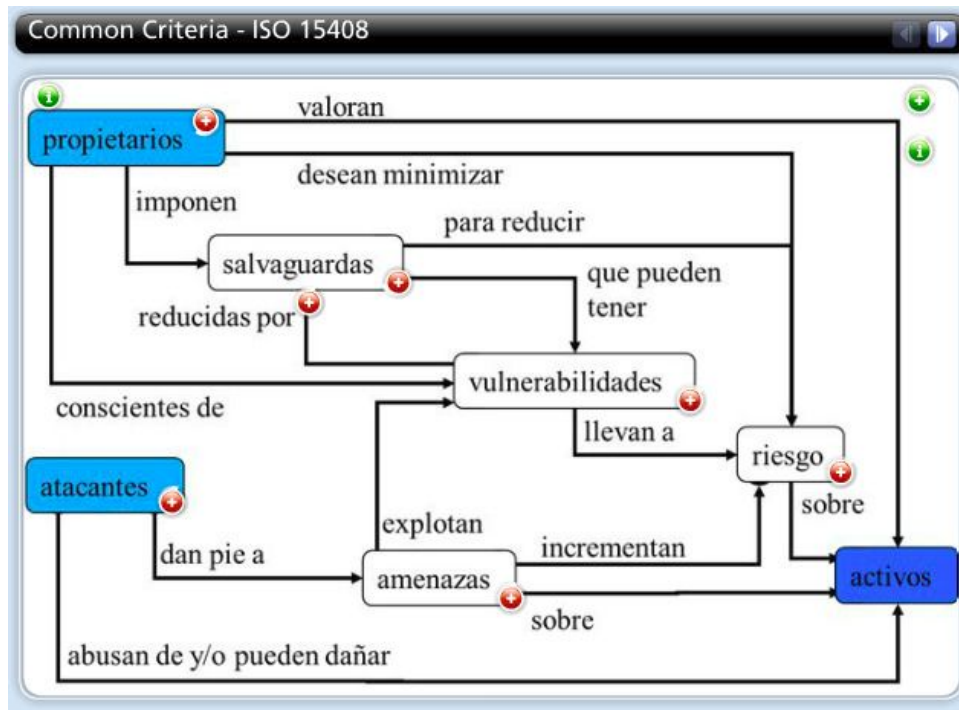 Common Criteria - ISO 15408
valoran
propietarios
desean minimizar
imponen
para reducir
salvaguardas
que pueden
tener
reducidas por
vulnerabilidades
conscientes de
llevan a
riesgo
atacantes
sobre
explotan
dan pie a
incrementan
amenazas
activos
sobre
abusan de y/o pueden dañar